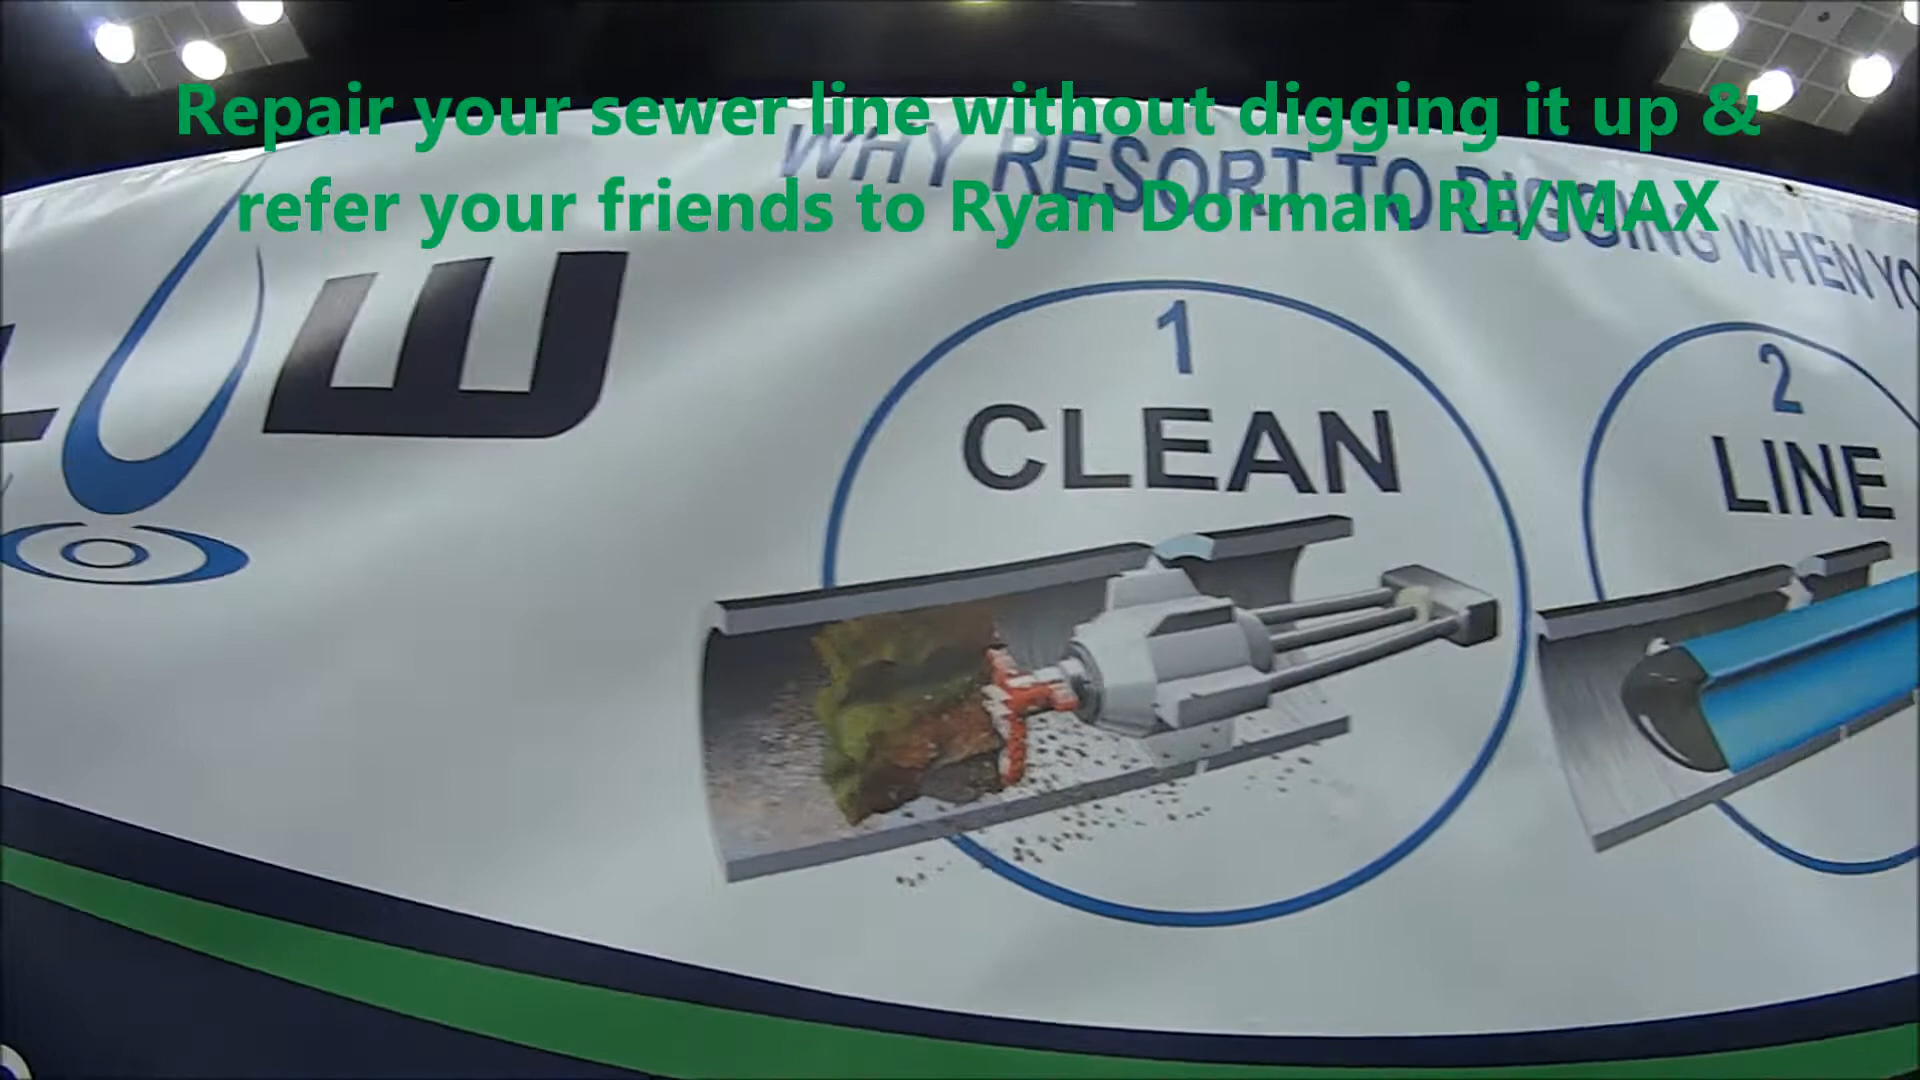 Repair your sewer line without digging it up &
refer your friends to Ryan Dorman RE/MAX
WHY RESORT TO DIGGING WHEN
1
CLEAN
2
LINE